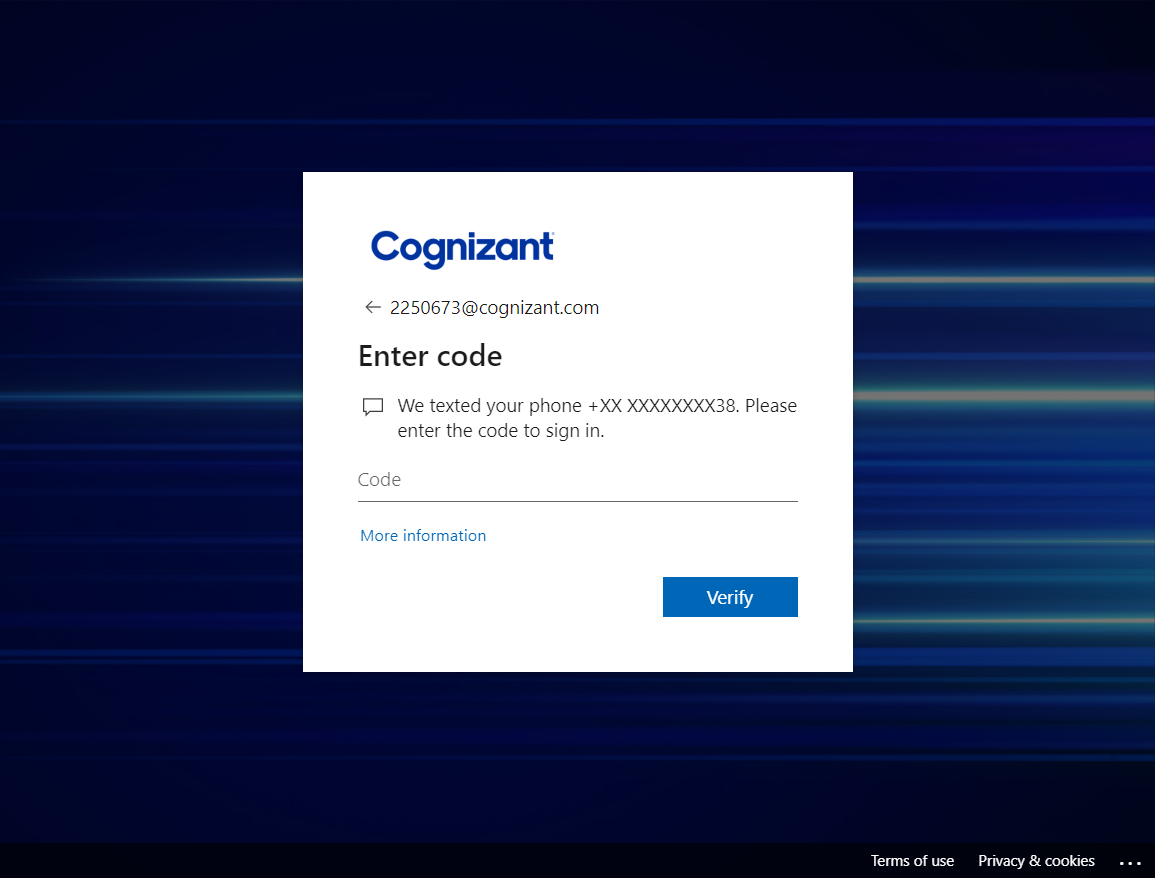 Cognizant
← 2250673@cognizant.com
Enter code
We texted your phone +XX XXXXXXXX38. Please
enter the code to sign in.
Code
More information
Verify
Terms of use Privacy & cookies ...